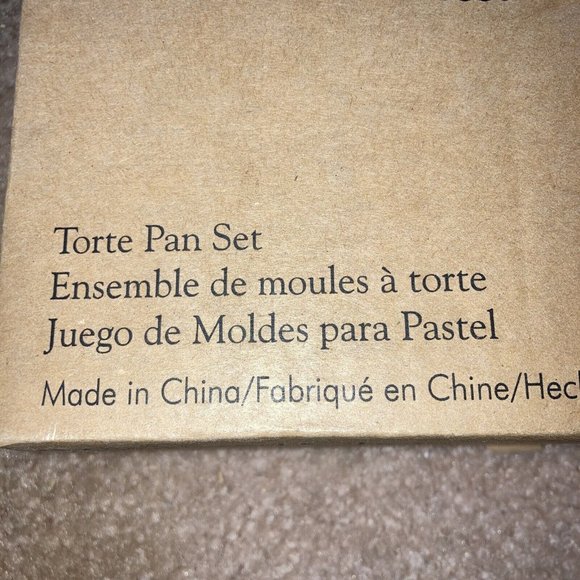 Torte Pan Set
Ensemble de moules à torte
Juego de Moldes para Pastel
Made in China/Fabriqué en Chine/